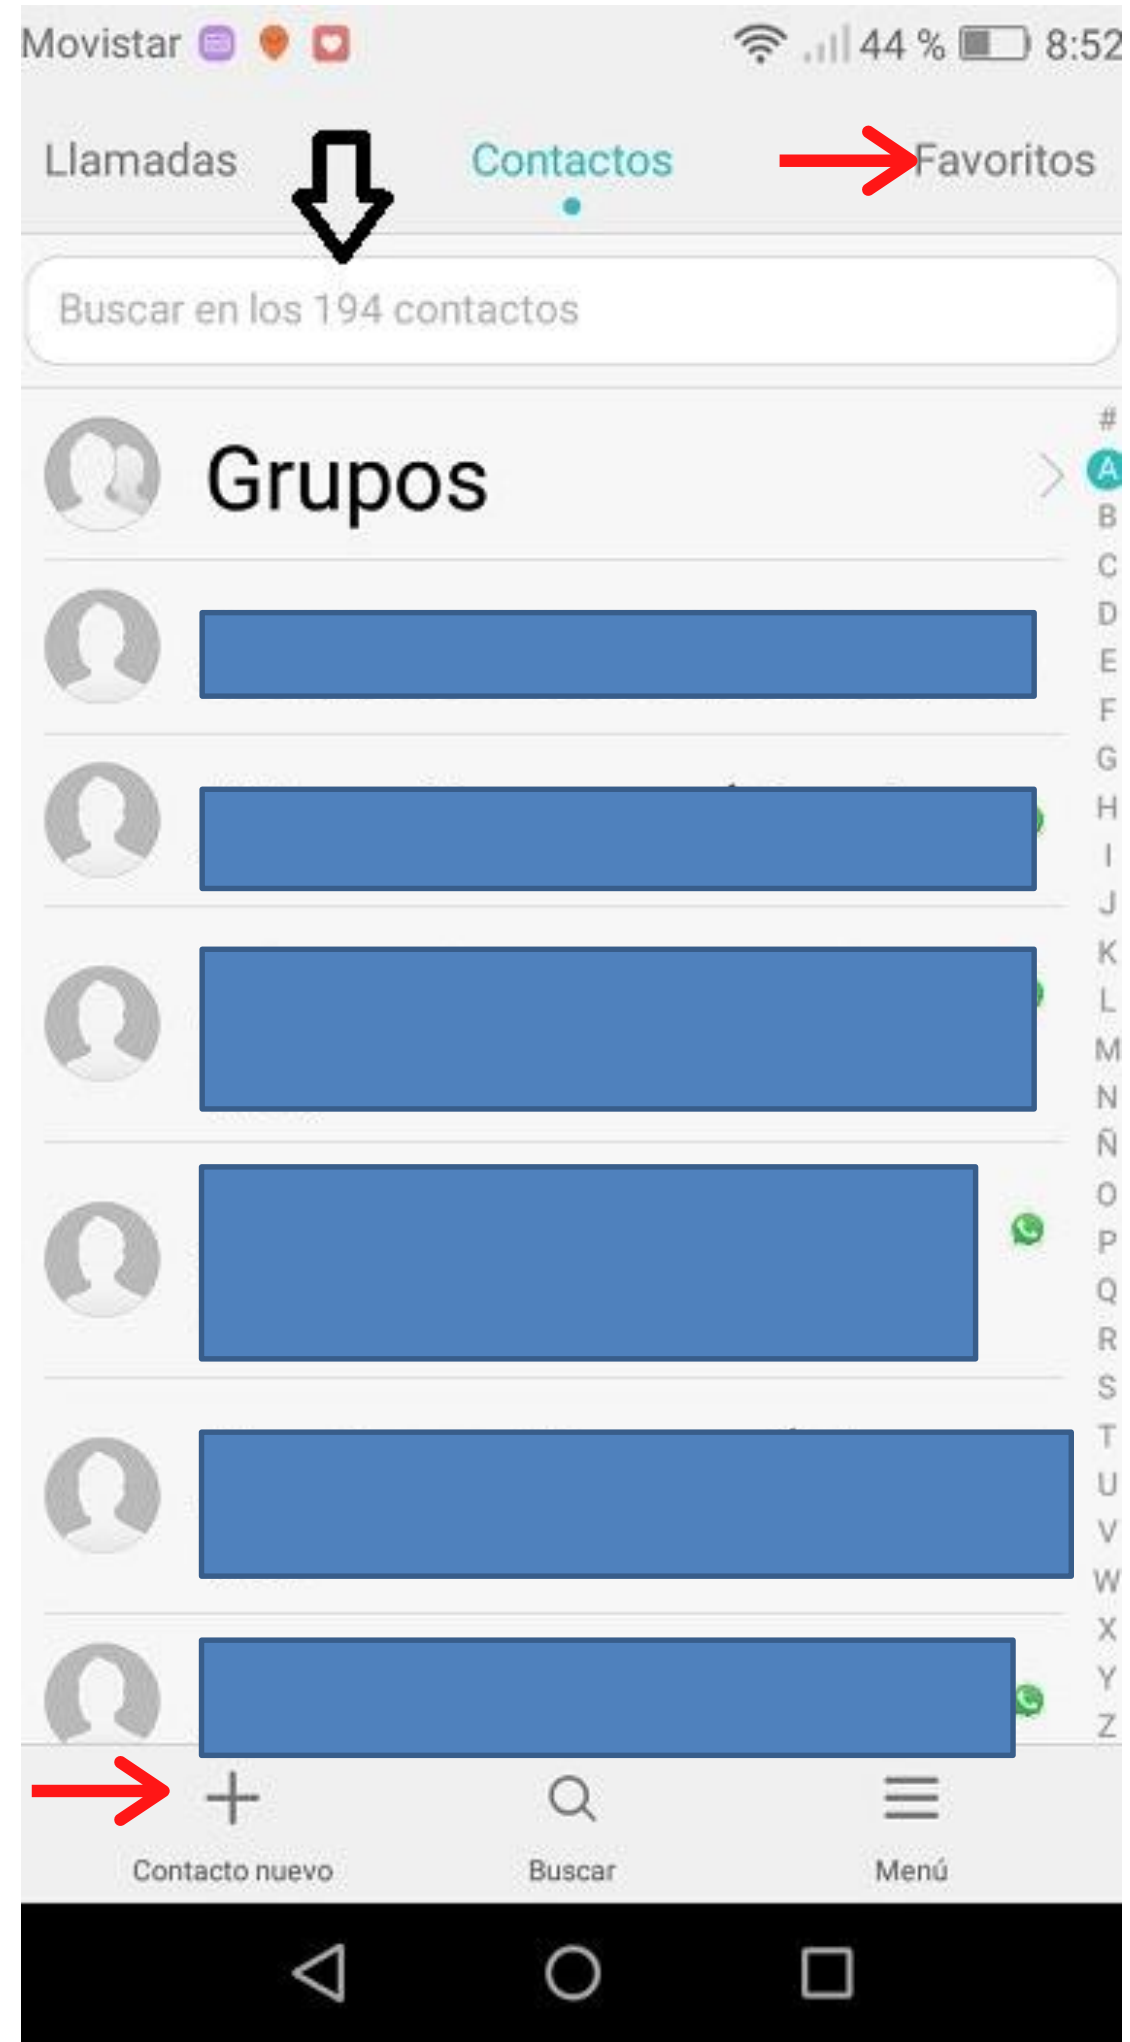 Movistar 44 % 8:52
Llamadas Contactos Favoritos
Buscar en los 194 contactos
Grupos
#
A
B
C
D
E
F
G
H
I
J
K
L
M
N
Ñ
O
P
Q
R
S
T
U
V
W
X
Y
Z
Contacto nuevo Buscar Menú